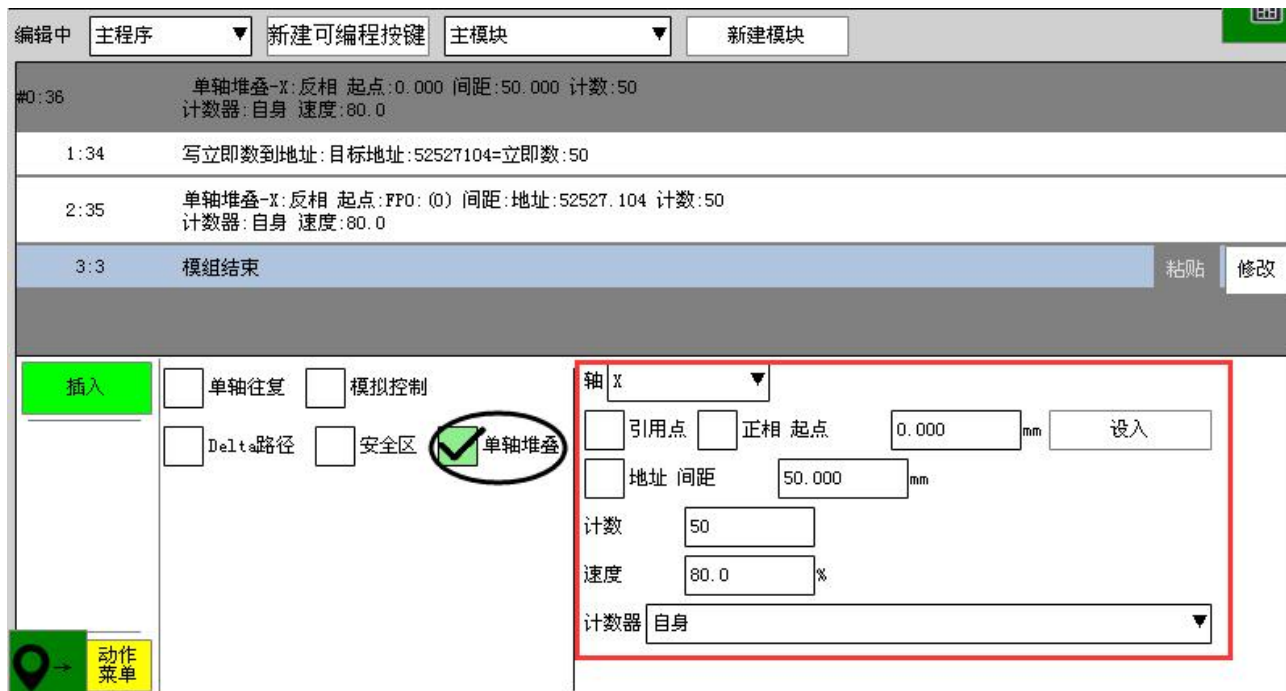 编辑中 主程序 新建可编程按键 主模块 新建模块
#0:36 单轴堆叠-X:反相 起点:0.000 间距:50.000 计数:50
计数器:自身 速度:80.0
1:34 写立即数到地址:目标地址:52527104=立即数:50
2:35 单轴堆叠-X:反相 起点:FP0:(0) 间距:地址:52527.104 计数:50
计数器:自身 速度:80.0
3:3 模组结束 粘贴 修改
插入 单轴往复 模拟控制 轴 X
引用点 正相 起点 0.000 mm 设入
Delta路径 安全区 单轴堆叠
地址 间距 50.000 mm
计数 50
速度 80.0 %
计数器 自身
动作
菜单